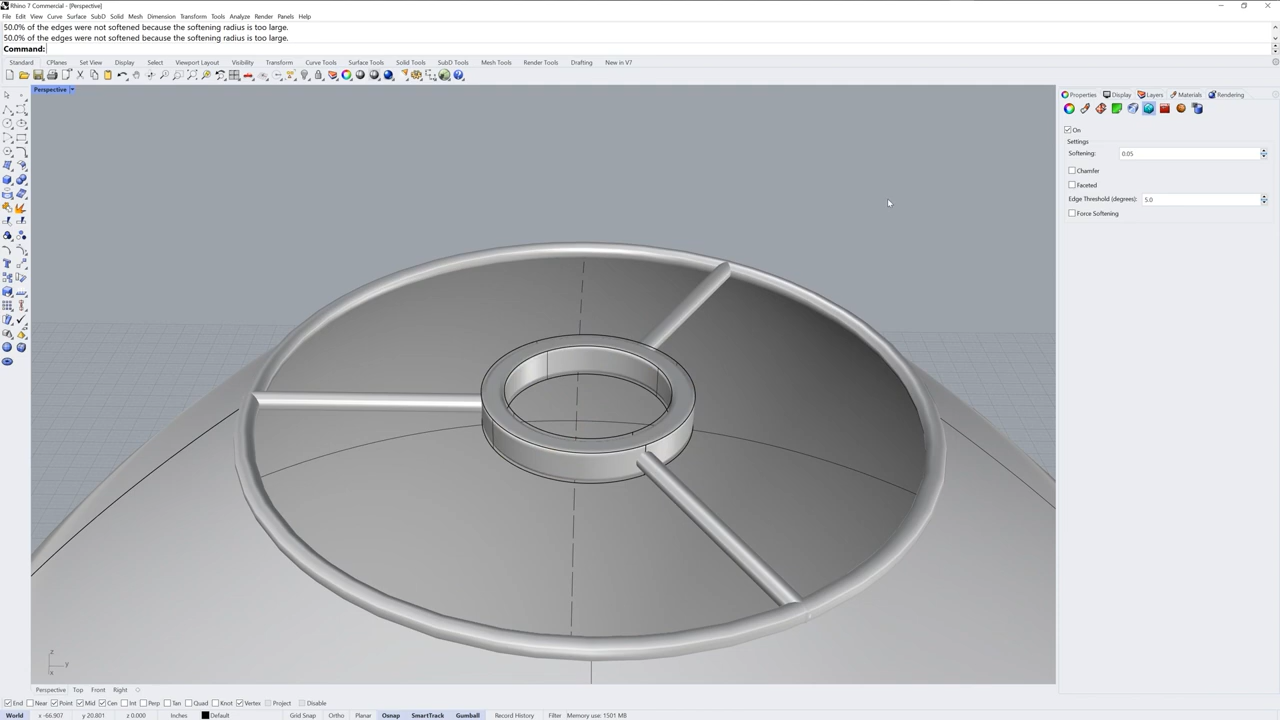 Rhino 7 Commercial - [Perspective]
File Edit View Curve Surface SubD Solid Mesh Dimension Transform Tools Analyze Render Panels Help
50.0% of the edges were not softened because the softening radius is too large.
50.0% of the edges were not softened because the softening radius is too large.
Command:
Standard CPlanes Set View Display Select Viewport Layout Visibility Transform Curve Tools Surface Tools Solid Tools SubD Tools Mesh Tools Render Tools Drafting New in V7
Perspective
Properties Display Layers Materials Rendering
On
Settings
Softening: 0.05
Chamfer
Faceted
Edge Threshold (degrees): 5.0
Force Softening
z
y
x
Perspective Top Front Right
End Near Point Mid Cen Int Perp Tan Quad Knot Vertex Project Disable
World x -66.907 y 20.801 z 0.000 Inches Default Grid Snap Ortho Planar Osnap SmartTrack Gumball Record History Filter Memory use: 1501 MB